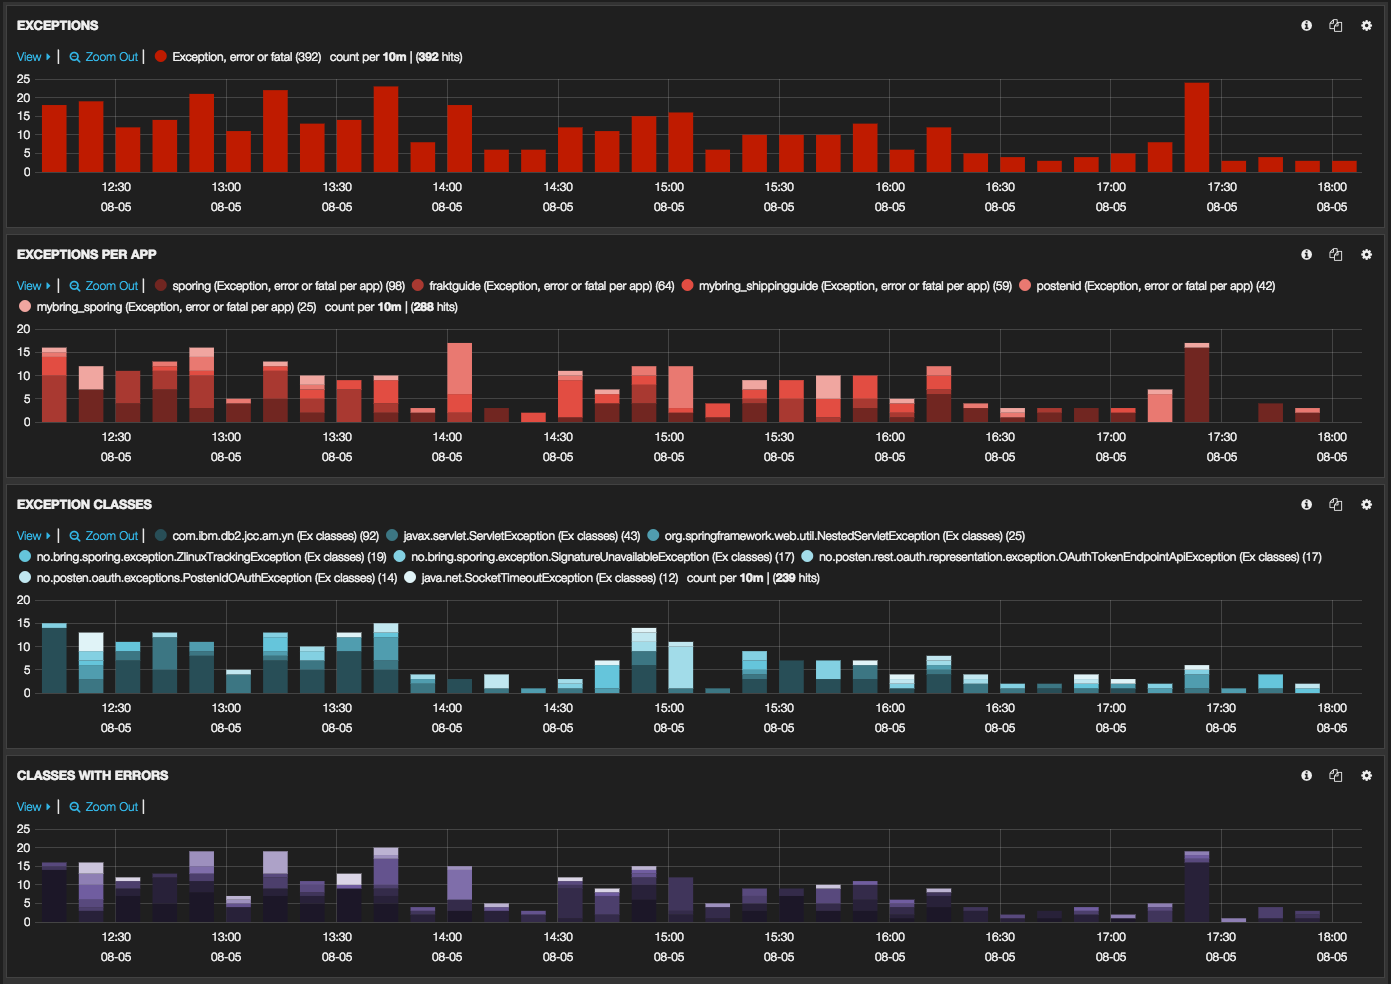 EXCEPTIONS
View | Zoom Out | Exception, error or fatal (392) count per 10m | (392 hits)
25
20
15
10
5
0
12:30 13:00 13:30 14:00 14:30 15:00 15:30 16:00 16:30 17:00 17:30 18:00
08-05 08-05 08-05 08-05 08-05 08-05 08-05 08-05 08-05 08-05 08-05 08-05
EXCEPTIONS PER APP
View | Zoom Out | sporing (Exception, error or fatal per app) (98) fraktguide (Exception, error or fatal per app) (64) mybring_shippingguide (Exception, error or fatal per app) (59) postenid (Exception, error or fatal per app) (42)
mybring_sporing (Exception, error or fatal per app) (25) count per 10m | (288 hits)
20
15
10
5
0
12:30 13:00 13:30 14:00 14:30 15:00 15:30 16:00 16:30 17:00 17:30 18:00
08-05 08-05 08-05 08-05 08-05 08-05 08-05 08-05 08-05 08-05 08-05 08-05
EXCEPTION CLASSES
View | Zoom Out | com.ibm.db2.jcc.am.yn (Ex classes) (92) javax.servlet.ServletException (Ex classes) (43) org.springframework.web.util.NestedServletException (Ex classes) (25)
no.bring.sporing.exception.ZlinuxTrackingException (Ex classes) (19) no.bring.sporing.exception.SignatureUnavailableException (Ex classes) (17) no.posten.rest.oauth.representation.exception.OAuthTokenEndpointApiException (Ex classes) (17)
no.posten.oauth.exceptions.PostenIdOAuthException (Ex classes) (14) java.net.SocketTimeoutException (Ex classes) (12) count per 10m | (239 hits)
20
15
10
5
0
12:30 13:00 13:30 14:00 14:30 15:00 15:30 16:00 16:30 17:00 17:30 18:00
08-05 08-05 08-05 08-05 08-05 08-05 08-05 08-05 08-05 08-05 08-05 08-05
CLASSES WITH ERRORS
View | Zoom Out |
25
20
15
10
5
0
12:30 13:00 13:30 14:00 14:30 15:00 15:30 16:00 16:30 17:00 17:30 18:00
08-05 08-05 08-05 08-05 08-05 08-05 08-05 08-05 08-05 08-05 08-05 08-05